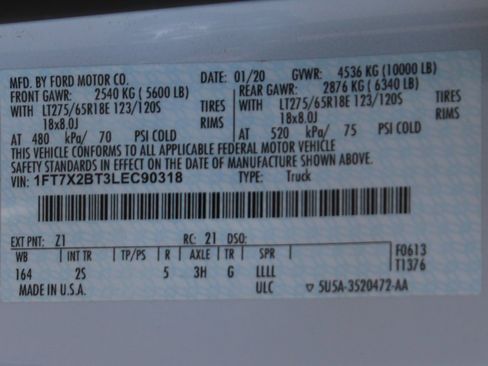 MFD. BY FORD MOTOR CO. DATE: 01/20 GVWR: 4536 KG (10000 LB)
FRONT GAWR: 2540 KG ( 5600 LB) REAR GAWR: 2876 KG ( 6340 LB)
WITH LT275/65R18E 123/120S TIRES WITH LT275/65R18E 123/120S TIRES
18x8.0J RIMS 18x8.0J RIMS
AT 480 kPa/ 70 PSI COLD AT 520 kPa/ 75 PSI COLD
THIS VEHICLE CONFORMS TO ALL APPLICABLE FEDERAL MOTOR VEHICLE
SAFETY STANDARDS IN EFFECT ON THE DATE OF MANUFACTURE SHOWN ABOVE.
VIN: 1FT7X2BT3LEC90318 TYPE: Truck
EXT PNT: Z1 RC: 21 DSO: F0613
WB INT TR TP/PS R AXLE TR SPR T1376
164 2S 5 3H G LLLL
MADE IN U.S.A. ULC 5U5A-3520472-AA